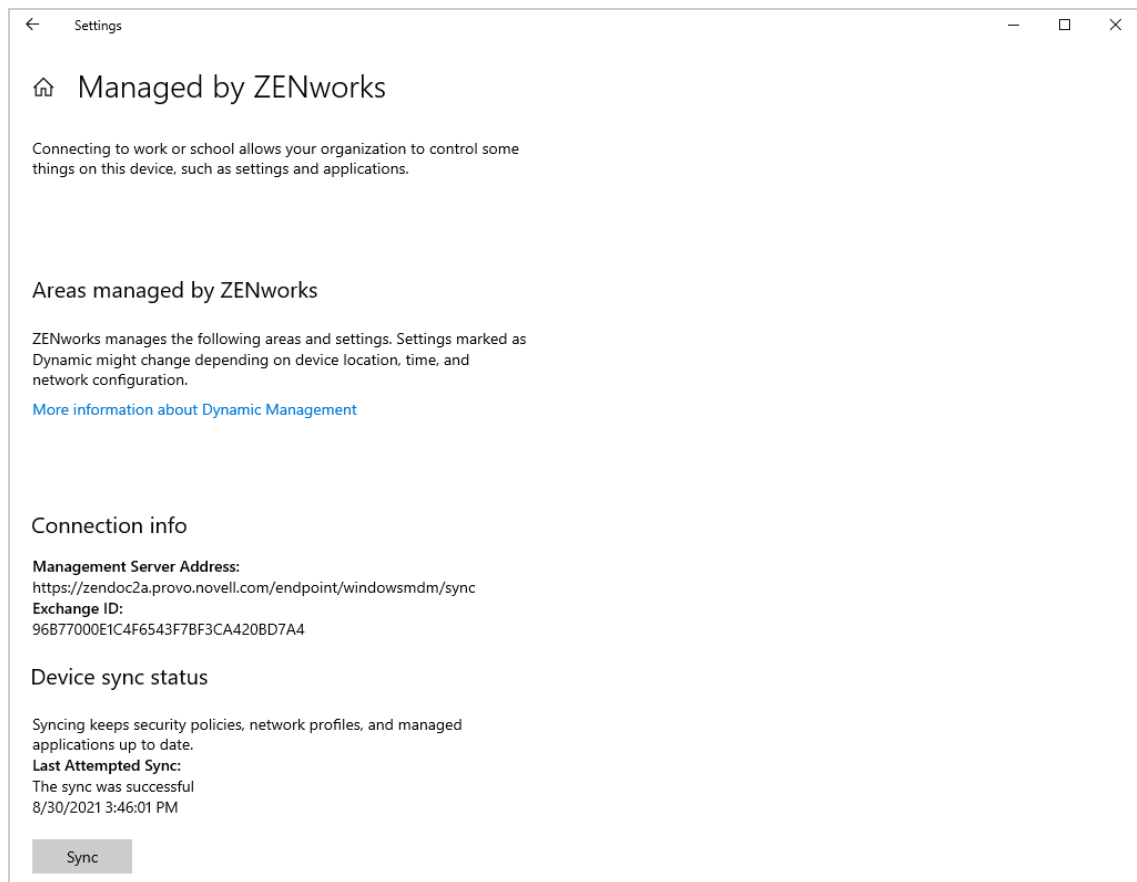 Settings
Managed by ZENworks
Connecting to work or school allows your organization to control some
things on this device, such as settings and applications.
Areas managed by ZENworks
ZENworks manages the following areas and settings. Settings marked as
Dynamic might change depending on device location, time, and
network configuration.
More information about Dynamic Management
Connection info
Management Server Address:
https://zendoc2a.provo.novell.com/endpoint/windowsmdm/sync
Exchange ID:
96B77000E1C4F6543F7BF3CA420BD7A4
Device sync status
Syncing keeps security policies, network profiles, and managed
applications up to date.
Last Attempted Sync:
The sync was successful
8/30/2021 3:46:01 PM
Sync